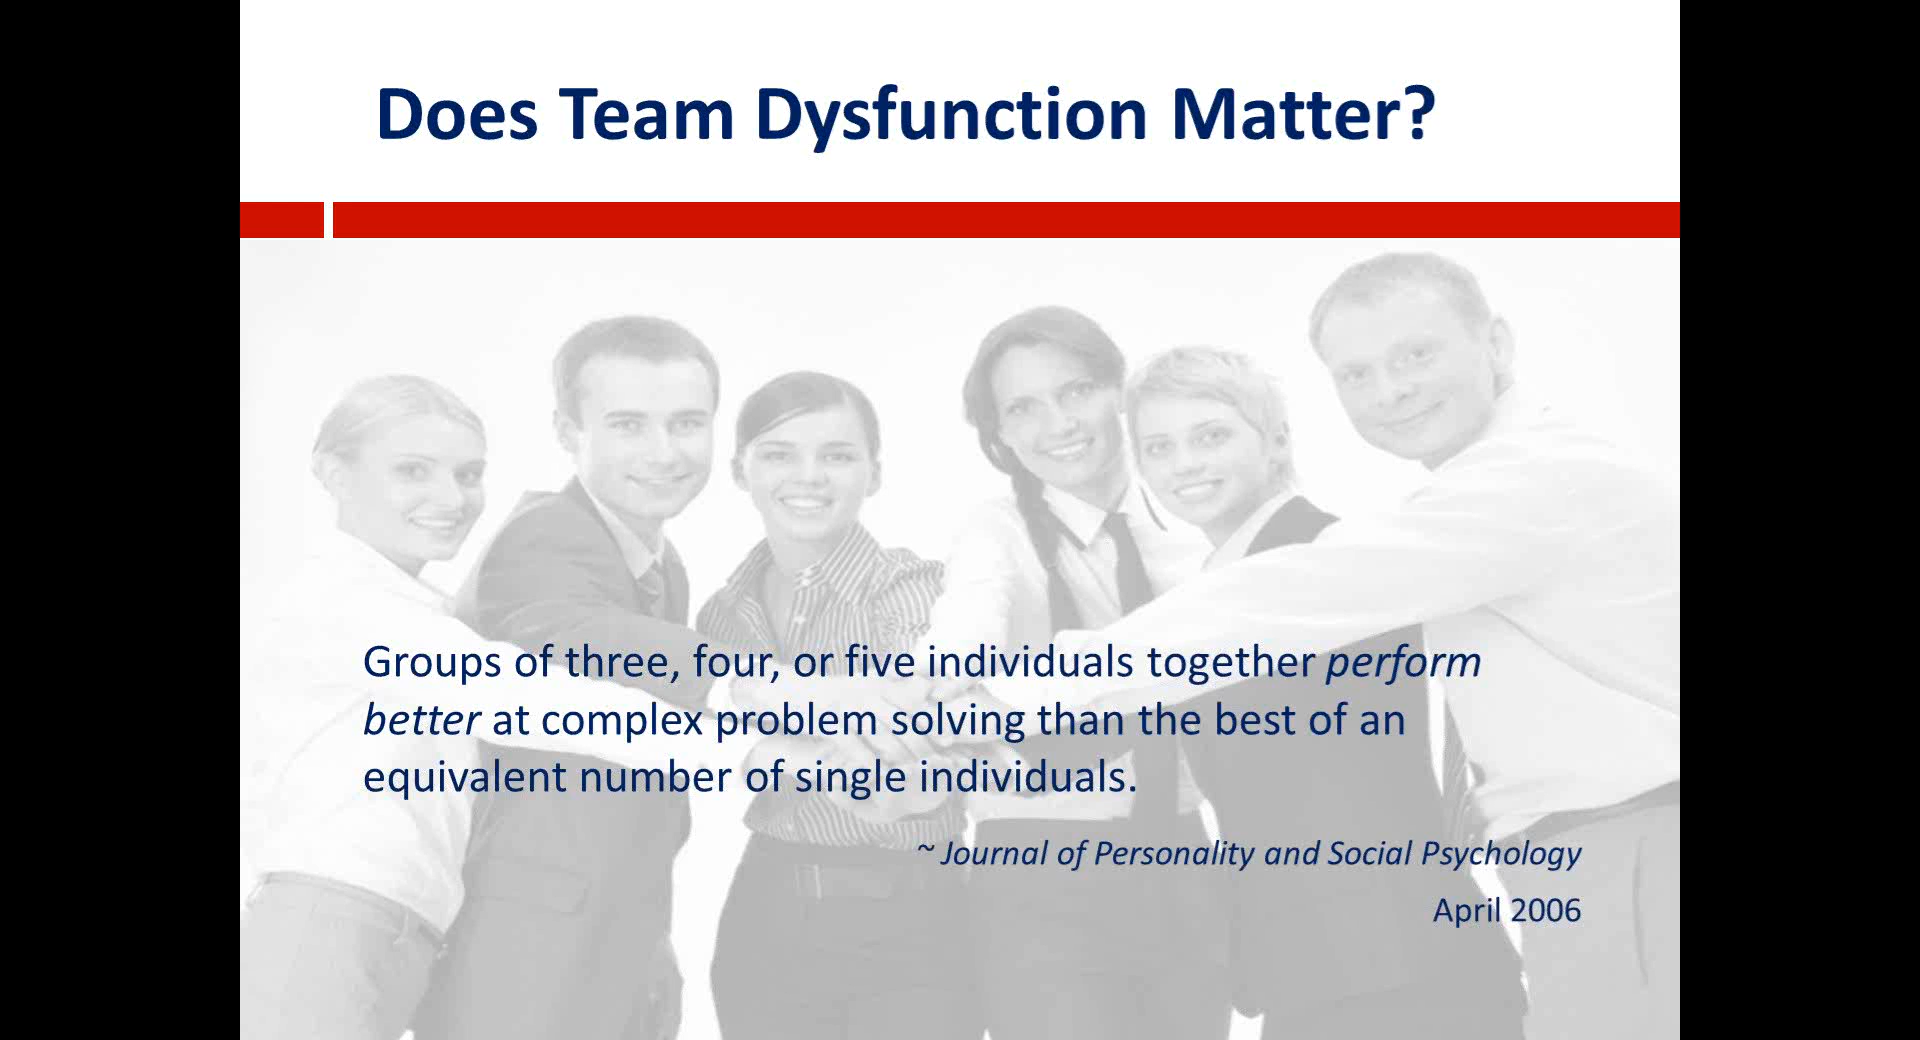 Does Team Dysfunction Matter?
Groups of three, four, or five individuals together perform
better at complex problem solving than the best of an
equivalent number of single individuals.
~ Journal of Personality and Social Psychology
April 2006